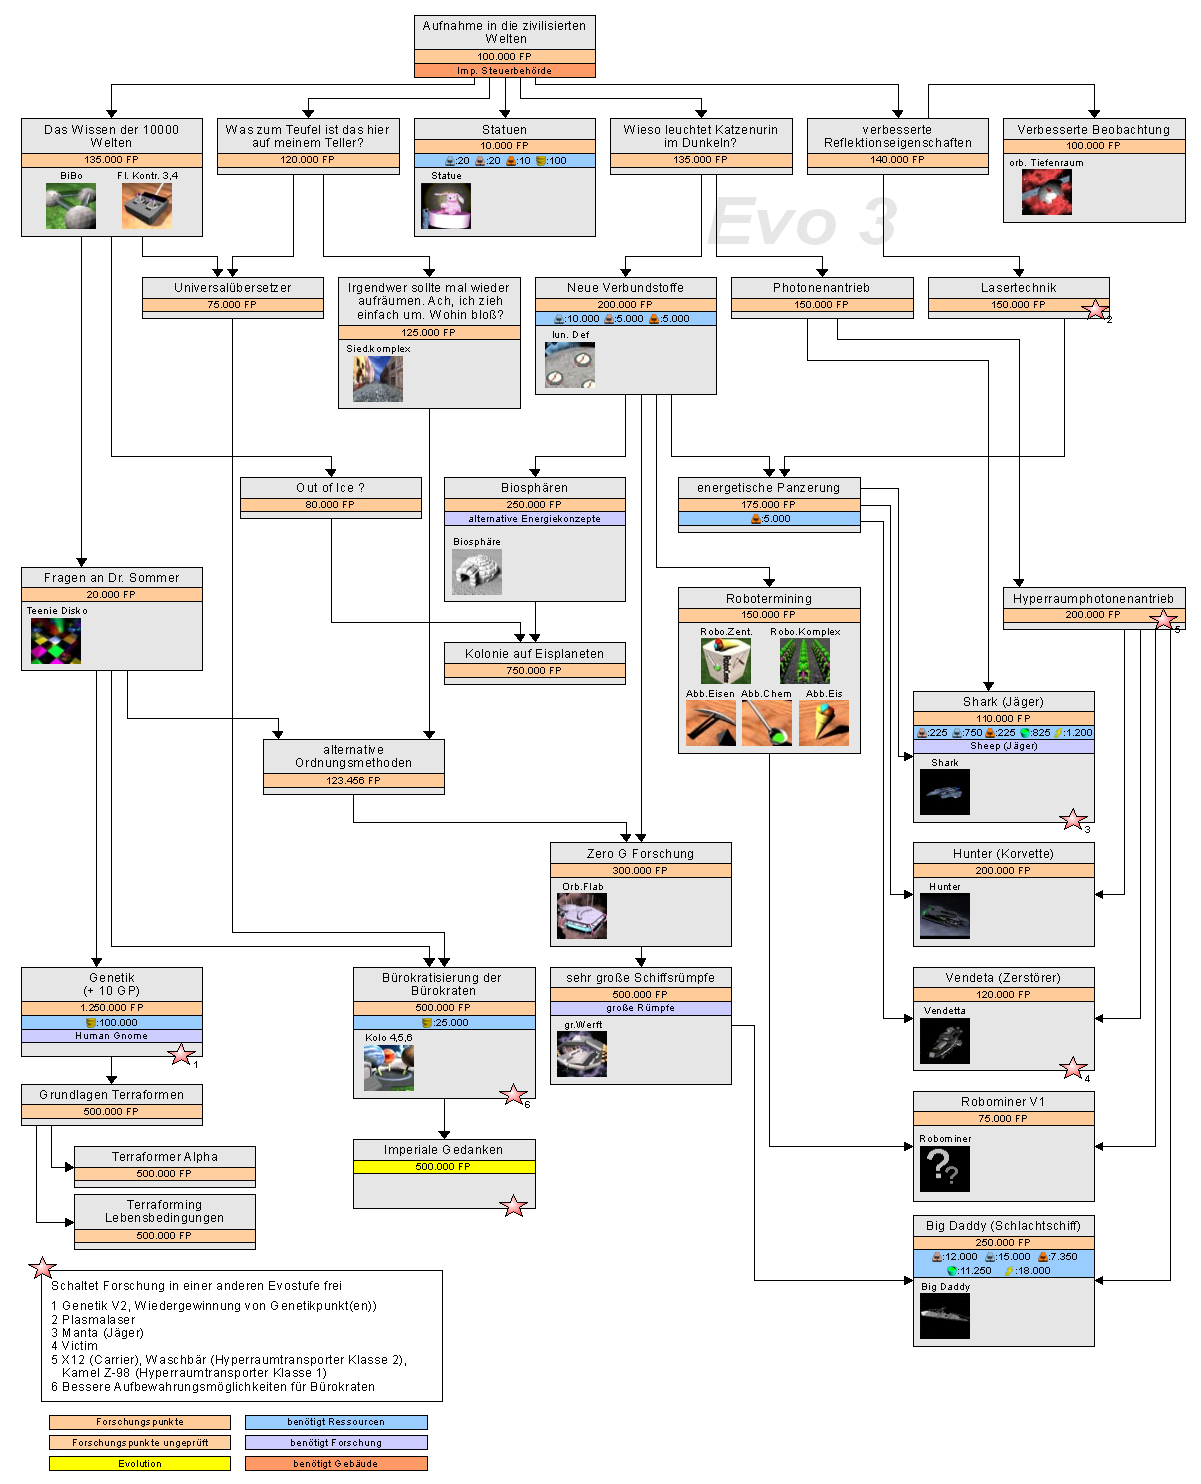 Aufnahme in die zivilisierten
Welten
100.000 FP
Imp. Steuerbehörde
Das Wissen der 10000
Welten
135.000 FP
BiBo
Fl. Kontr. 3,4
Was zum Teufel ist das hier
auf meinem Teller?
120.000 FP
Statuen
10.000 FP
:20 :20 :10 :100
Statue
Wieso leuchtet Katzenurin
im Dunkeln?
135.000 FP
verbesserte
Reflektionseigenschaften
140.000 FP
Verbesserte Beobachtung
100.000 FP
orb. Tiefenraum
Evo 3
Universalübersetzer
75.000 FP
Irgendwer sollte mal wieder
aufräumen. Ach, ich zieh
einfach um. Wohin bloß?
125.000 FP
Sied.komplex
Neue Verbundstoffe
200.000 FP
:10.000 :5.000 :5.000
lun. Def
Photonenantrieb
150.000 FP
Lasertechnik
150.000 FP
2
Out of Ice ?
80.000 FP
Biosphären
250.000 FP
alternative Energiekonzepte
Biosphäre
energetische Panzerung
175.000 FP
:5.000
Fragen an Dr. Sommer
20.000 FP
Teenie Disko
Robotermining
150.000 FP
Robo.Zent.
Robo.Komplex
Abb.Eisen
Abb.Chem
Abb.Eis
Hyperraumphotonenantrieb
200.000 FP
5
Kolonie auf Eisplaneten
750.000 FP
Shark (Jäger)
110.000 FP
:225 :750 :225 :825 :1.200
Sheep (Jäger)
Shark
3
alternative
Ordnungsmethoden
123.456 FP
Zero G Forschung
300.000 FP
Orb.Flab
Hunter (Korvette)
200.000 FP
Hunter
Genetik
(+ 10 GP)
1.250.000 FP
:100.000
Human Gnome
1
Bürokratisierung der
Bürokraten
500.000 FP
:25.000
Kolo 4,5,6
6
sehr große Schiffsrümpfe
500.000 FP
große Rümpfe
gr.Werft
Vendeta (Zerstörer)
120.000 FP
Vendetta
4
Grundlagen Terraformen
500.000 FP
Robominer V1
75.000 FP
Robominer
??
Terraformer Alpha
500.000 FP
Imperiale Gedanken
500.000 FP
Terraforming
Lebensbedingungen
500.000 FP
Big Daddy (Schlachtschiff)
250.000 FP
:12.000 :15.000 :7.350
:11.250 :18.000
Big Daddy
Schaltet Forschung in einer anderen Evostufe frei
1 Genetik V2, Wiedergewinnung von Genetikpunkt(en))
2 Plasmalaser
3 Manta (Jäger)
4 Victim
5 X12 (Carrier), Waschbär (Hyperraumtransporter Klasse 2),
Kamel Z-98 (Hyperraumtransporter Klasse 1)
6 Bessere Aufbewahrungsmöglichkeiten für Bürokraten
Forschungspunkte
benötigt Ressourcen
Forschungspunkte ungeprüft
benötigt Forschung
Evolution
benötigt Gebäude